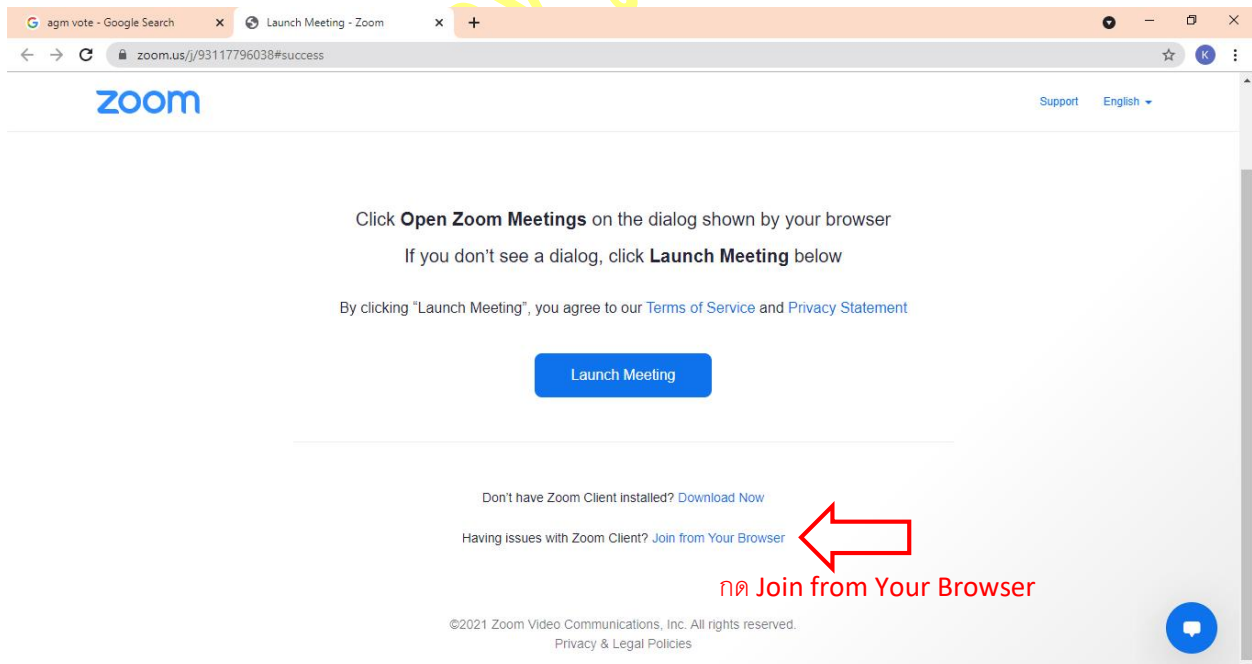 agm vote - Google Search
Launch Meeting - Zoom
zoom.us/j/93117796038#success
K
zoom
Support English
Click Open Zoom Meetings on the dialog shown by your browser
If you don't see a dialog, click Launch Meeting below
By clicking "Launch Meeting", you agree to our Terms of Service and Privacy Statement
Launch Meeting
Don't have Zoom Client installed? Download Now
Having issues with Zoom Client? Join from Your Browser
กด Join from Your Browser
©2021 Zoom Video Communications, Inc. All rights reserved.
Privacy & Legal Policies